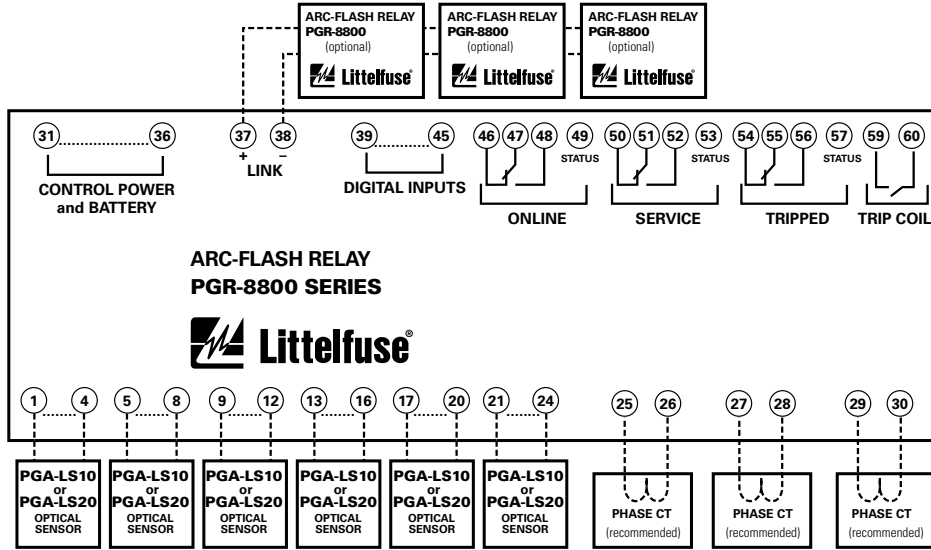 ARC-FLASH RELAY ARC-FLASH RELAY ARC-FLASH RELAY
PGR-8800 PGR-8800 PGR-8800
(optional) (optional) (optional)
Littelfuse® Littelfuse® Littelfuse®
31 36 37 38 39 45 46 47 48 49 50 51 52 53 54 55 56 57 59 60
+ –
LINK
STATUS STATUS STATUS
CONTROL POWER
and BATTERY
DIGITAL INPUTS
ONLINE SERVICE TRIPPED TRIP COIL
ARC-FLASH RELAY
PGR-8800 SERIES
Littelfuse®
1 4 5 8 9 12 13 16 17 20 21 24 25 26 27 28 29 30
PGA-LS10 PGA-LS10 PGA-LS10 PGA-LS10 PGA-LS10 PGA-LS10
or or or or or or
PGA-LS20 PGA-LS20 PGA-LS20 PGA-LS20 PGA-LS20 PGA-LS20
OPTICAL OPTICAL OPTICAL OPTICAL OPTICAL OPTICAL
SENSOR SENSOR SENSOR SENSOR SENSOR SENSOR
PHASE CT PHASE CT PHASE CT
(recommended) (recommended) (recommended)